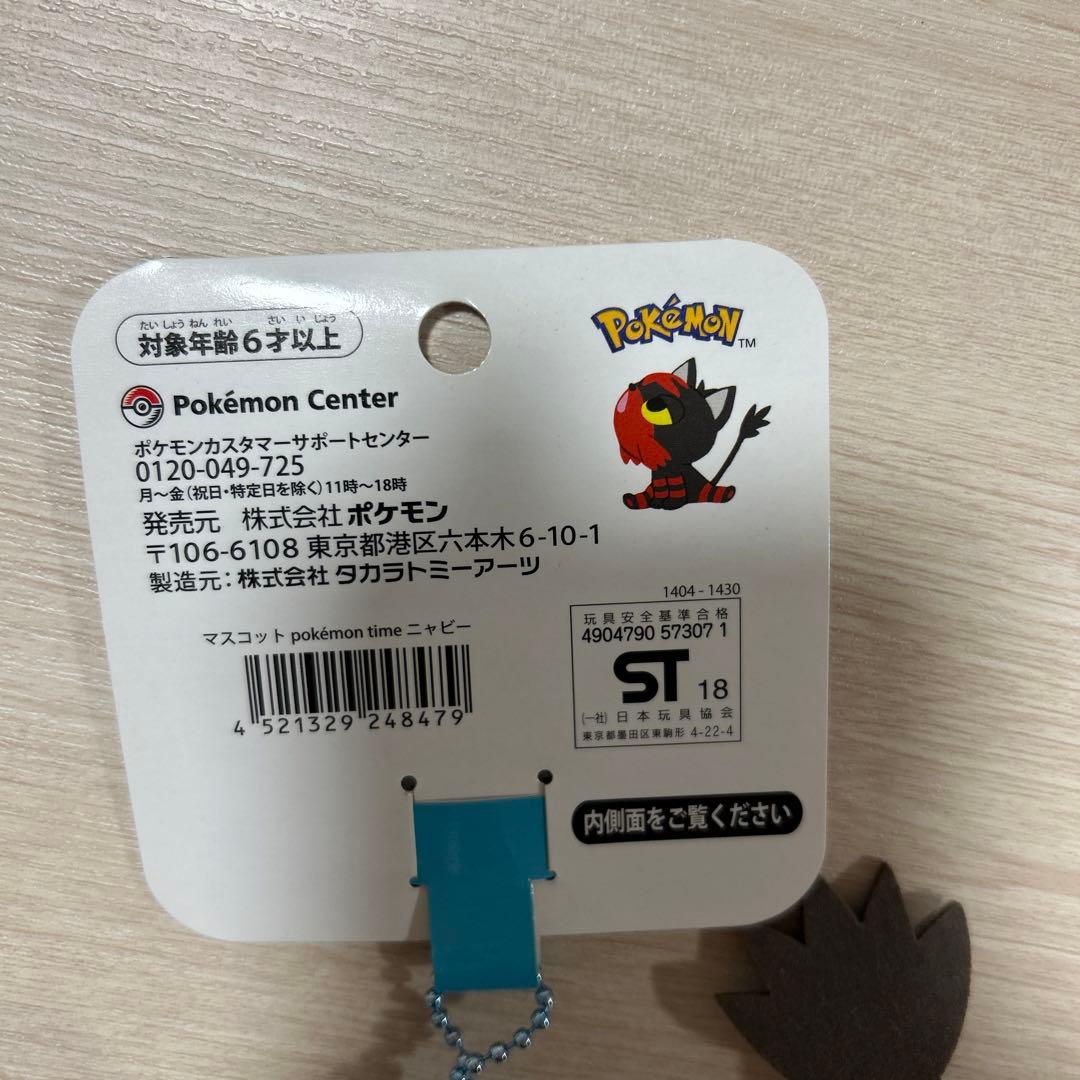 たいしょうねんれい さいいじょう
対象年齢6才以上
Pokémon Center
ポケモンカスタマーサポートセンター
0120-049-725
月〜金(祝日・特定日を除く)11時〜18時
発売元 株式会社 ポケモン
〒106-6108 東京都港区六本木6-10-1
製造元:株式会社 タカラトミーアーツ
POKéMON™
1404-1430
玩具安全基準合格
4904790 57307 1
ST 18
(一社)日本玩具協会
東京都墨田区東駒形 4-22-4
マスコット pokémon time ニャビー
4 521329 248479
内側面をご覧ください